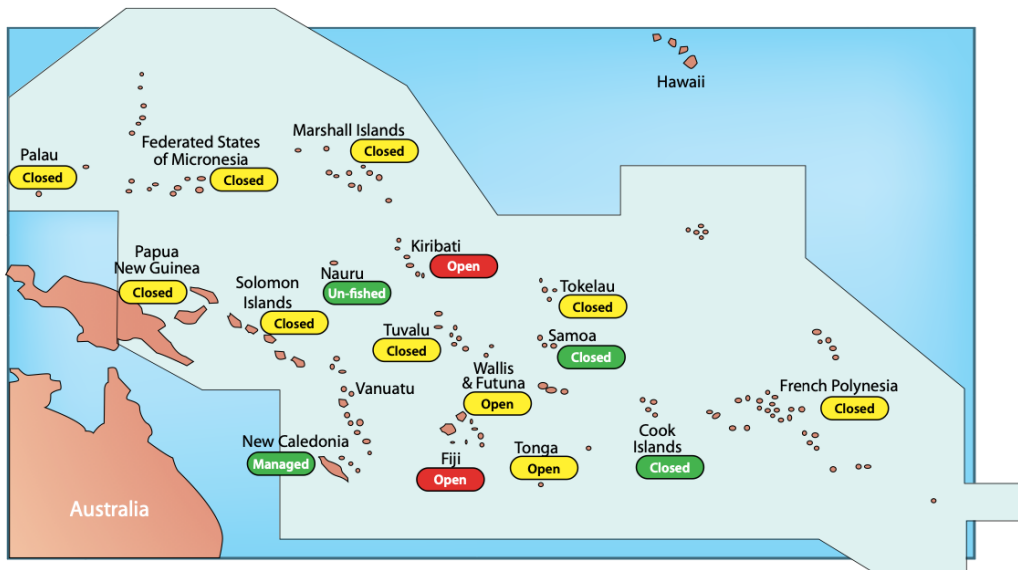 Hawaii
Marshall Islands
Closed
Federated States
of Micronesia
Closed
Palau
Closed
Kiribati
Open
Papua
New Guinea
Closed
Nauru
Un-fished
Solomon
Islands
Closed
Tokelau
Closed
Tuvalu
Closed
Samoa
Closed
Wallis
& Futuna
Open
Vanuatu
French Polynesia
Closed
New Caledonia
Managed
Fiji
Open
Tonga
Open
Cook
Islands
Closed
Australia